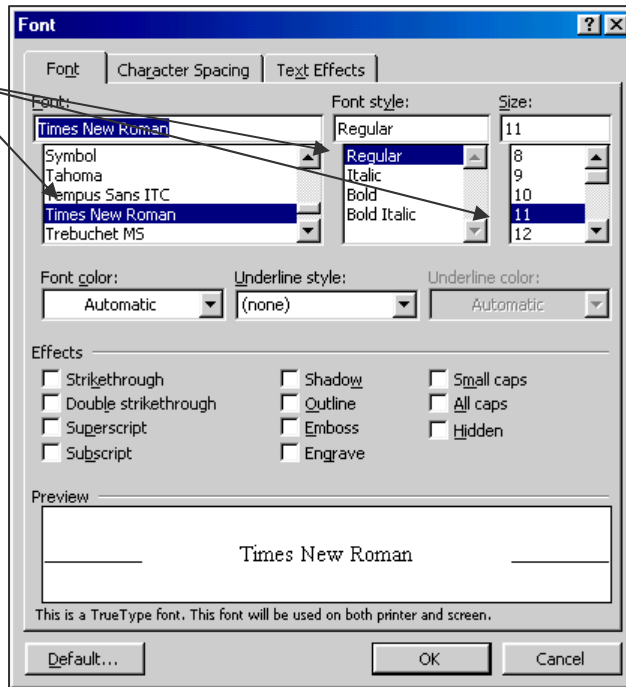 Font
Font Character Spacing Text Effects
Font: Font style: Size:
Times New Roman Regular 11
Symbol Regular 8
Tahoma Italic 9
Tempus Sans ITC Bold 10
Times New Roman Bold Italic 11
Trebuchet MS 12
Font color: Underline style: Underline color:
Automatic (none) Automatic
Effects
Strikethrough Shadow Small caps
Double strikethrough Outline All caps
Superscript Emboss Hidden
Subscript Engrave
Preview
Times New Roman
This is a TrueType font. This font will be used on both printer and screen.
Default... OK Cancel